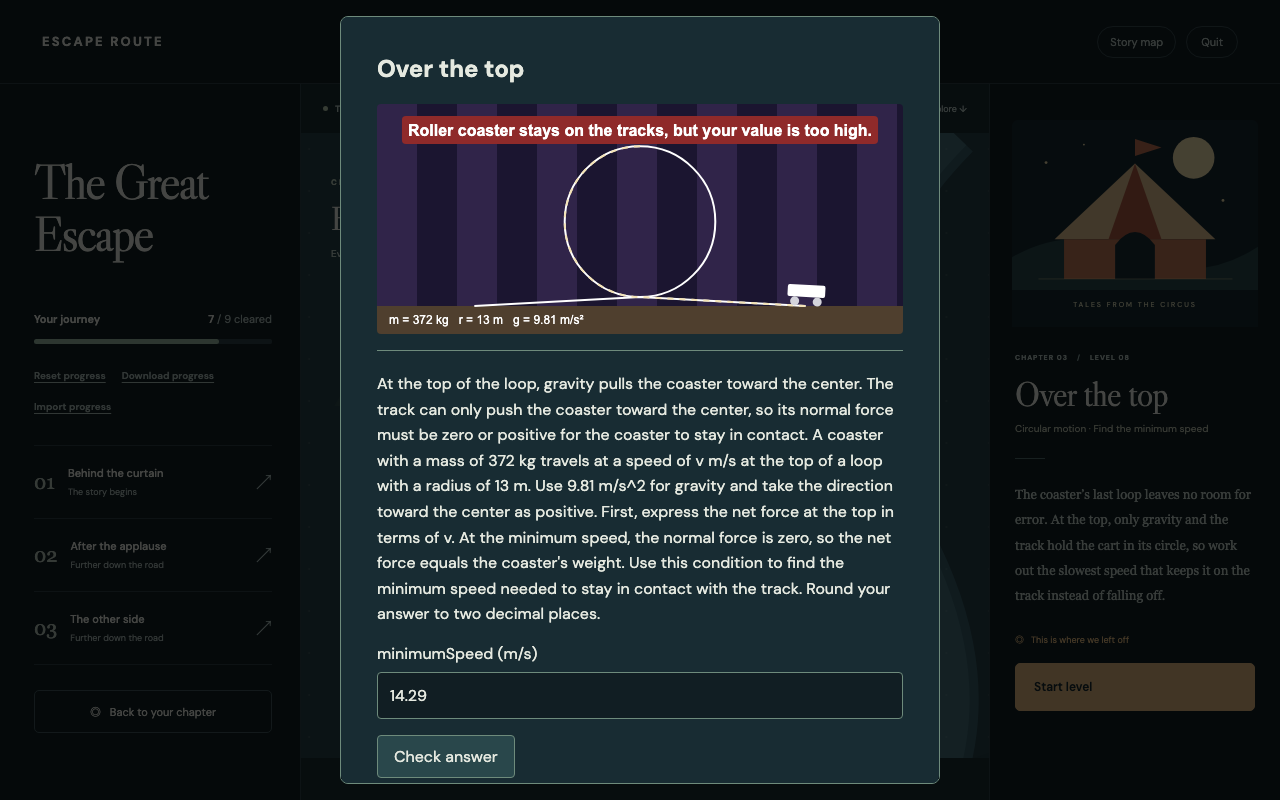 ESCAPE ROUTE
Story map
Quit
The Great
Escape
Your journey
7 / 9 cleared
Reset progress
Download progress
Import progress
01
Behind the curtain
The story begins
02
After the applause
Further down the road
03
The other side
Further down the road
Back to your chapter
Over the top
Roller coaster stays on the tracks, but your value is too high.
m = 372 kg r = 13 m g = 9.81 m/s²
At the top of the loop, gravity pulls the coaster toward the center. The
track can only push the coaster toward the center, so its normal force
must be zero or positive for the coaster to stay in contact. A coaster
with a mass of 372 kg travels at a speed of v m/s at the top of a loop
with a radius of 13 m. Use 9.81 m/s^2 for gravity and take the direction
toward the center as positive. First, express the net force at the top in
terms of v. At the minimum speed, the normal force is zero, so the net
force equals the coaster's weight. Use this condition to find the
minimum speed needed to stay in contact with the track. Round your
answer to two decimal places.
minimumSpeed (m/s)
14.29
Check answer
TALES FROM THE CIRCUS
CHAPTER 03 / LEVEL 08
Over the top
Circular motion · Find the minimum speed
The coaster's last loop leaves no room for
error. At the top, only gravity and the
track hold the cart in its circle, so work
out the slowest speed that keeps it on the
track instead of falling off.
This is where we left off
Start level